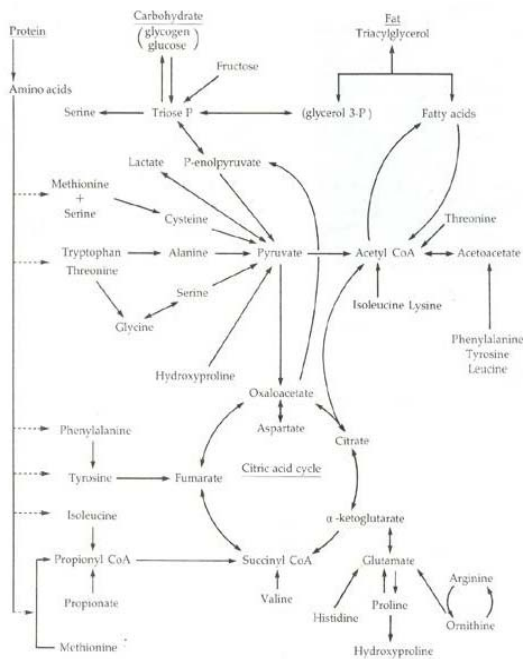 Protein
Carbohydrate
(glycogen
glucose)
Fat
Triacylglycerol
Fructose
Amino acids
Serine
Triose P
(glycerol 3-P)
Fatty acids
Lactate
P-enolpyruvate
Methionine
+
Serine
Cysteine
Threonine
Tryptophan
Alanine
Pyruvate
Acetyl CoA
Acetoacetate
Threonine
Serine
Isoleucine Lysine
Glycine
Phenylalanine
Tyrosine
Leucine
Hydroxyproline
Oxaloacetate
Aspartate
Citrate
Phenylalanine
Tyrosine
Fumarate
Citric acid cycle
Isoleucine
α -ketoglutarate
Propionyl CoA
Succinyl CoA
Glutamate
Arginine
Propionate
Valine
Histidine
Proline
Ornithine
Methionine
Hydroxyproline